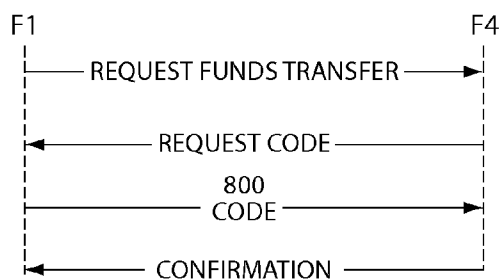 F1 F4
REQUEST FUNDS TRANSFER
REQUEST CODE
800
CODE
CONFIRMATION